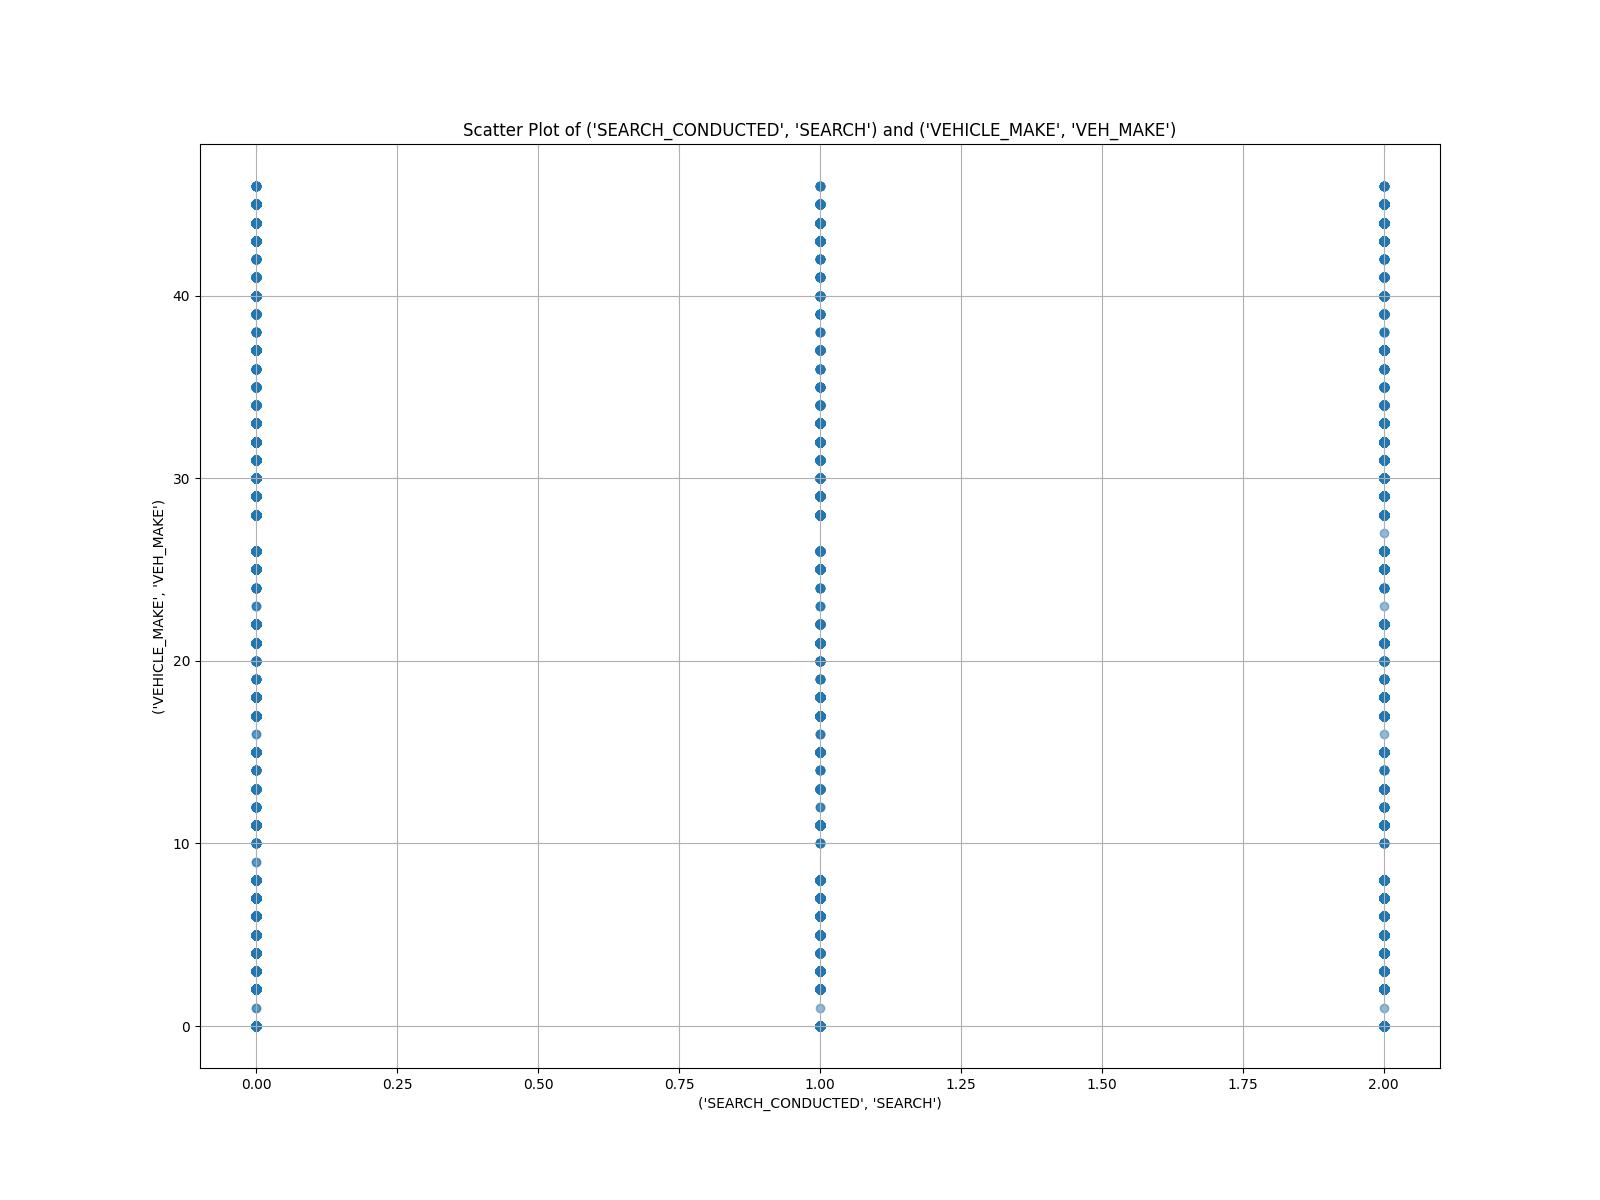 Scatter Plot of ('SEARCH_CONDUCTED', 'SEARCH') and ('VEHICLE_MAKE', 'VEH_MAKE')
('VEHICLE_MAKE', 'VEH_MAKE')
40
30
20
10
0
0.00 0.25 0.50 0.75 1.00 1.25 1.50 1.75 2.00
('SEARCH_CONDUCTED', 'SEARCH')